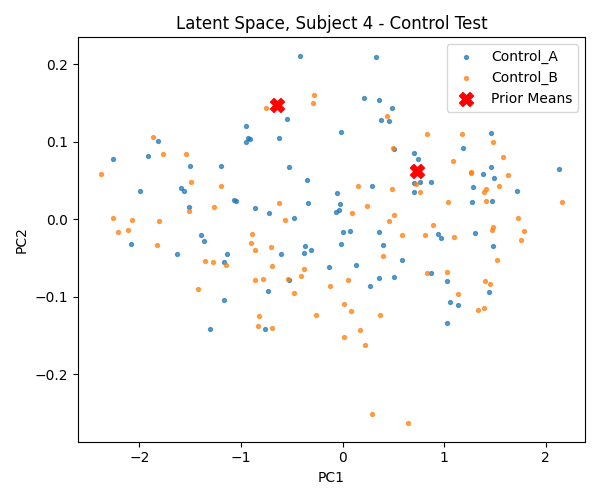 Latent Space, Subject 4 - Control Test
Control_A
Control_B
Prior Means
0.2
0.1
0.0
−0.1
−0.2
PC2
−2
−1
0
1
2
PC1